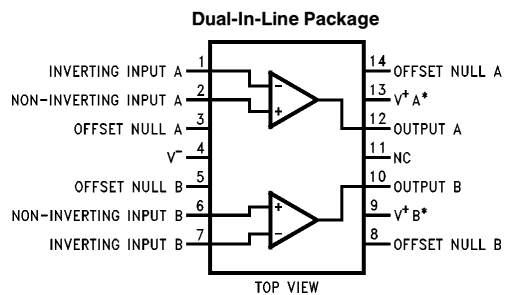 Dual-In-Line Package
INVERTING INPUT A 1
NON-INVERTING INPUT A 2
OFFSET NULL A 3
V⁻ 4
OFFSET NULL B 5
NON-INVERTING INPUT B 6
INVERTING INPUT B 7
14 OFFSET NULL A
13 V⁺ A*
12 OUTPUT A
11 NC
10 OUTPUT B
9 V⁺ B*
8 OFFSET NULL B
-
+
+
-
TOP VIEW